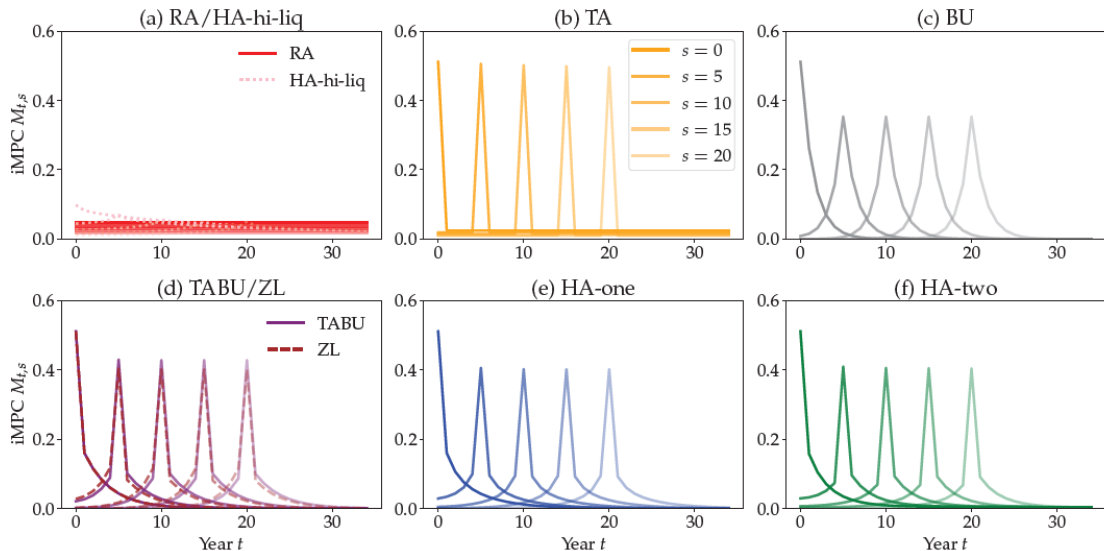 (a) RA/HA-hi-liq
(b) TA
(c) BU
iMPC M_{t,s}
0.6
0.4
0.2
0.0
RA
HA-hi-liq
0 10 20 30
0.6
0.4
0.2
0.0
s = 0
s = 5
s = 10
s = 15
s = 20
0 10 20 30
0.6
0.4
0.2
0.0
0 10 20 30
(d) TABU/ZL
(e) HA-one
(f) HA-two
iMPC M_{t,s}
0.6
0.4
0.2
0.0
TABU
ZL
0 10 20 30
Year t
0.6
0.4
0.2
0.0
0 10 20 30
Year t
0.6
0.4
0.2
0.0
0 10 20 30
Year t